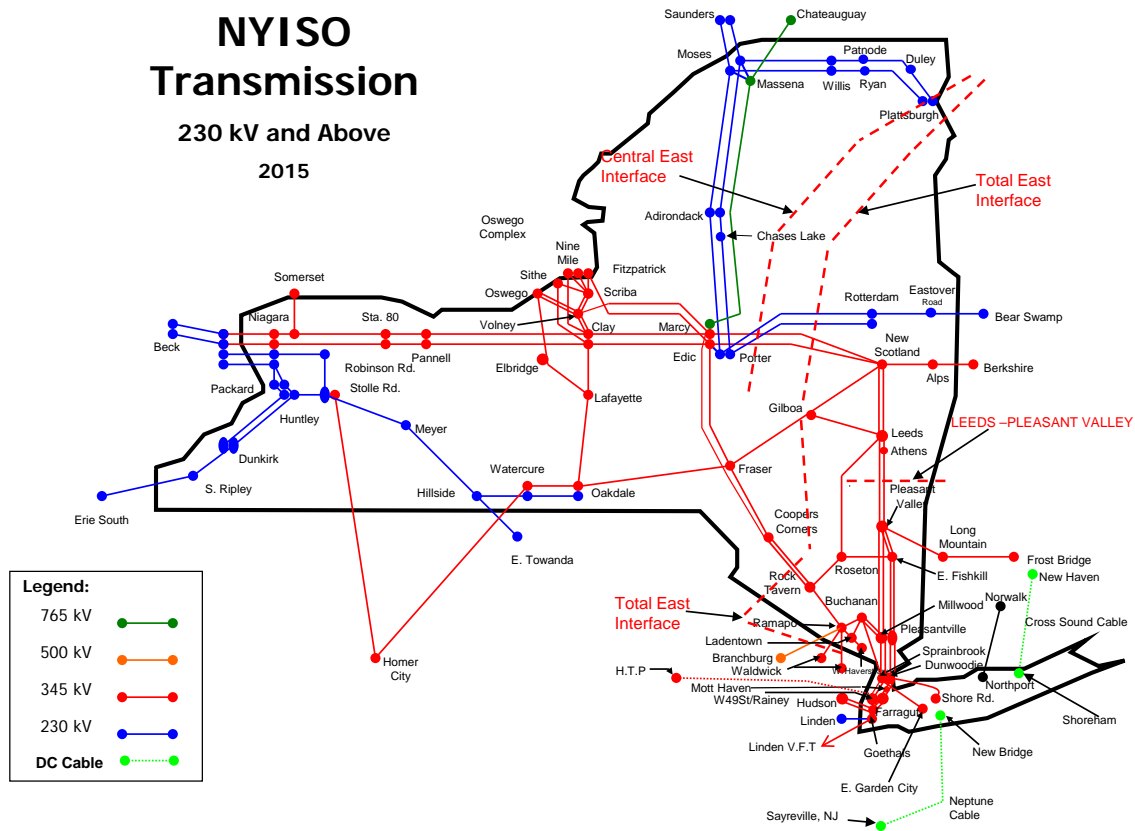 NYISO
Transmission
230 kV and Above
2015
Saunders
Chateauguay
Moses
Patnode
Duley
Massena
Willis
Ryan
Plattsburgh
Central East
Interface
Total East
Interface
Adirondack
Chases Lake
Oswego
Complex
Nine
Mile
Sithe
Fitzpatrick
Somerset
Oswego
Scriba
Rotterdam
Eastover
Road
Bear Swamp
Niagara
Sta. 80
Volney
Clay
Marcy
New
Scotland
Beck
Pannell
Edic
Porter
Robinson Rd.
Elbridge
Alps
Berkshire
Packard
Stolle Rd.
Lafayette
Huntley
Gilboa
LEEDS –PLEASANT VALLEY
Meyer
Leeds
Athens
Dunkirk
Watercure
Fraser
S. Ripley
Hillside
Oakdale
Pleasant
Valley
Erie South
Coopers
Corners
Long
Mountain
E. Towanda
Roseton
E. Fishkill
Frost Bridge
New Haven
Rock
Tavern
Legend:
765 kV
500 kV
345 kV
230 kV
DC Cable
Buchanan
Millwood
Norwalk
Total East
Interface
Ramapo
Ladentown
Pleasantville
Cross Sound Cable
Branchburg
Waldwick
Sprainbrook
Dunwoodie
Homer
City
H.T.P
Mott Haven
W49St/Rainey
Northport
Hudson
Shore Rd.
Farragut
Linden
Shoreham
Linden V.F.T
Goethals
New Bridge
E. Garden City
Neptune
Cable
Sayreville, NJ